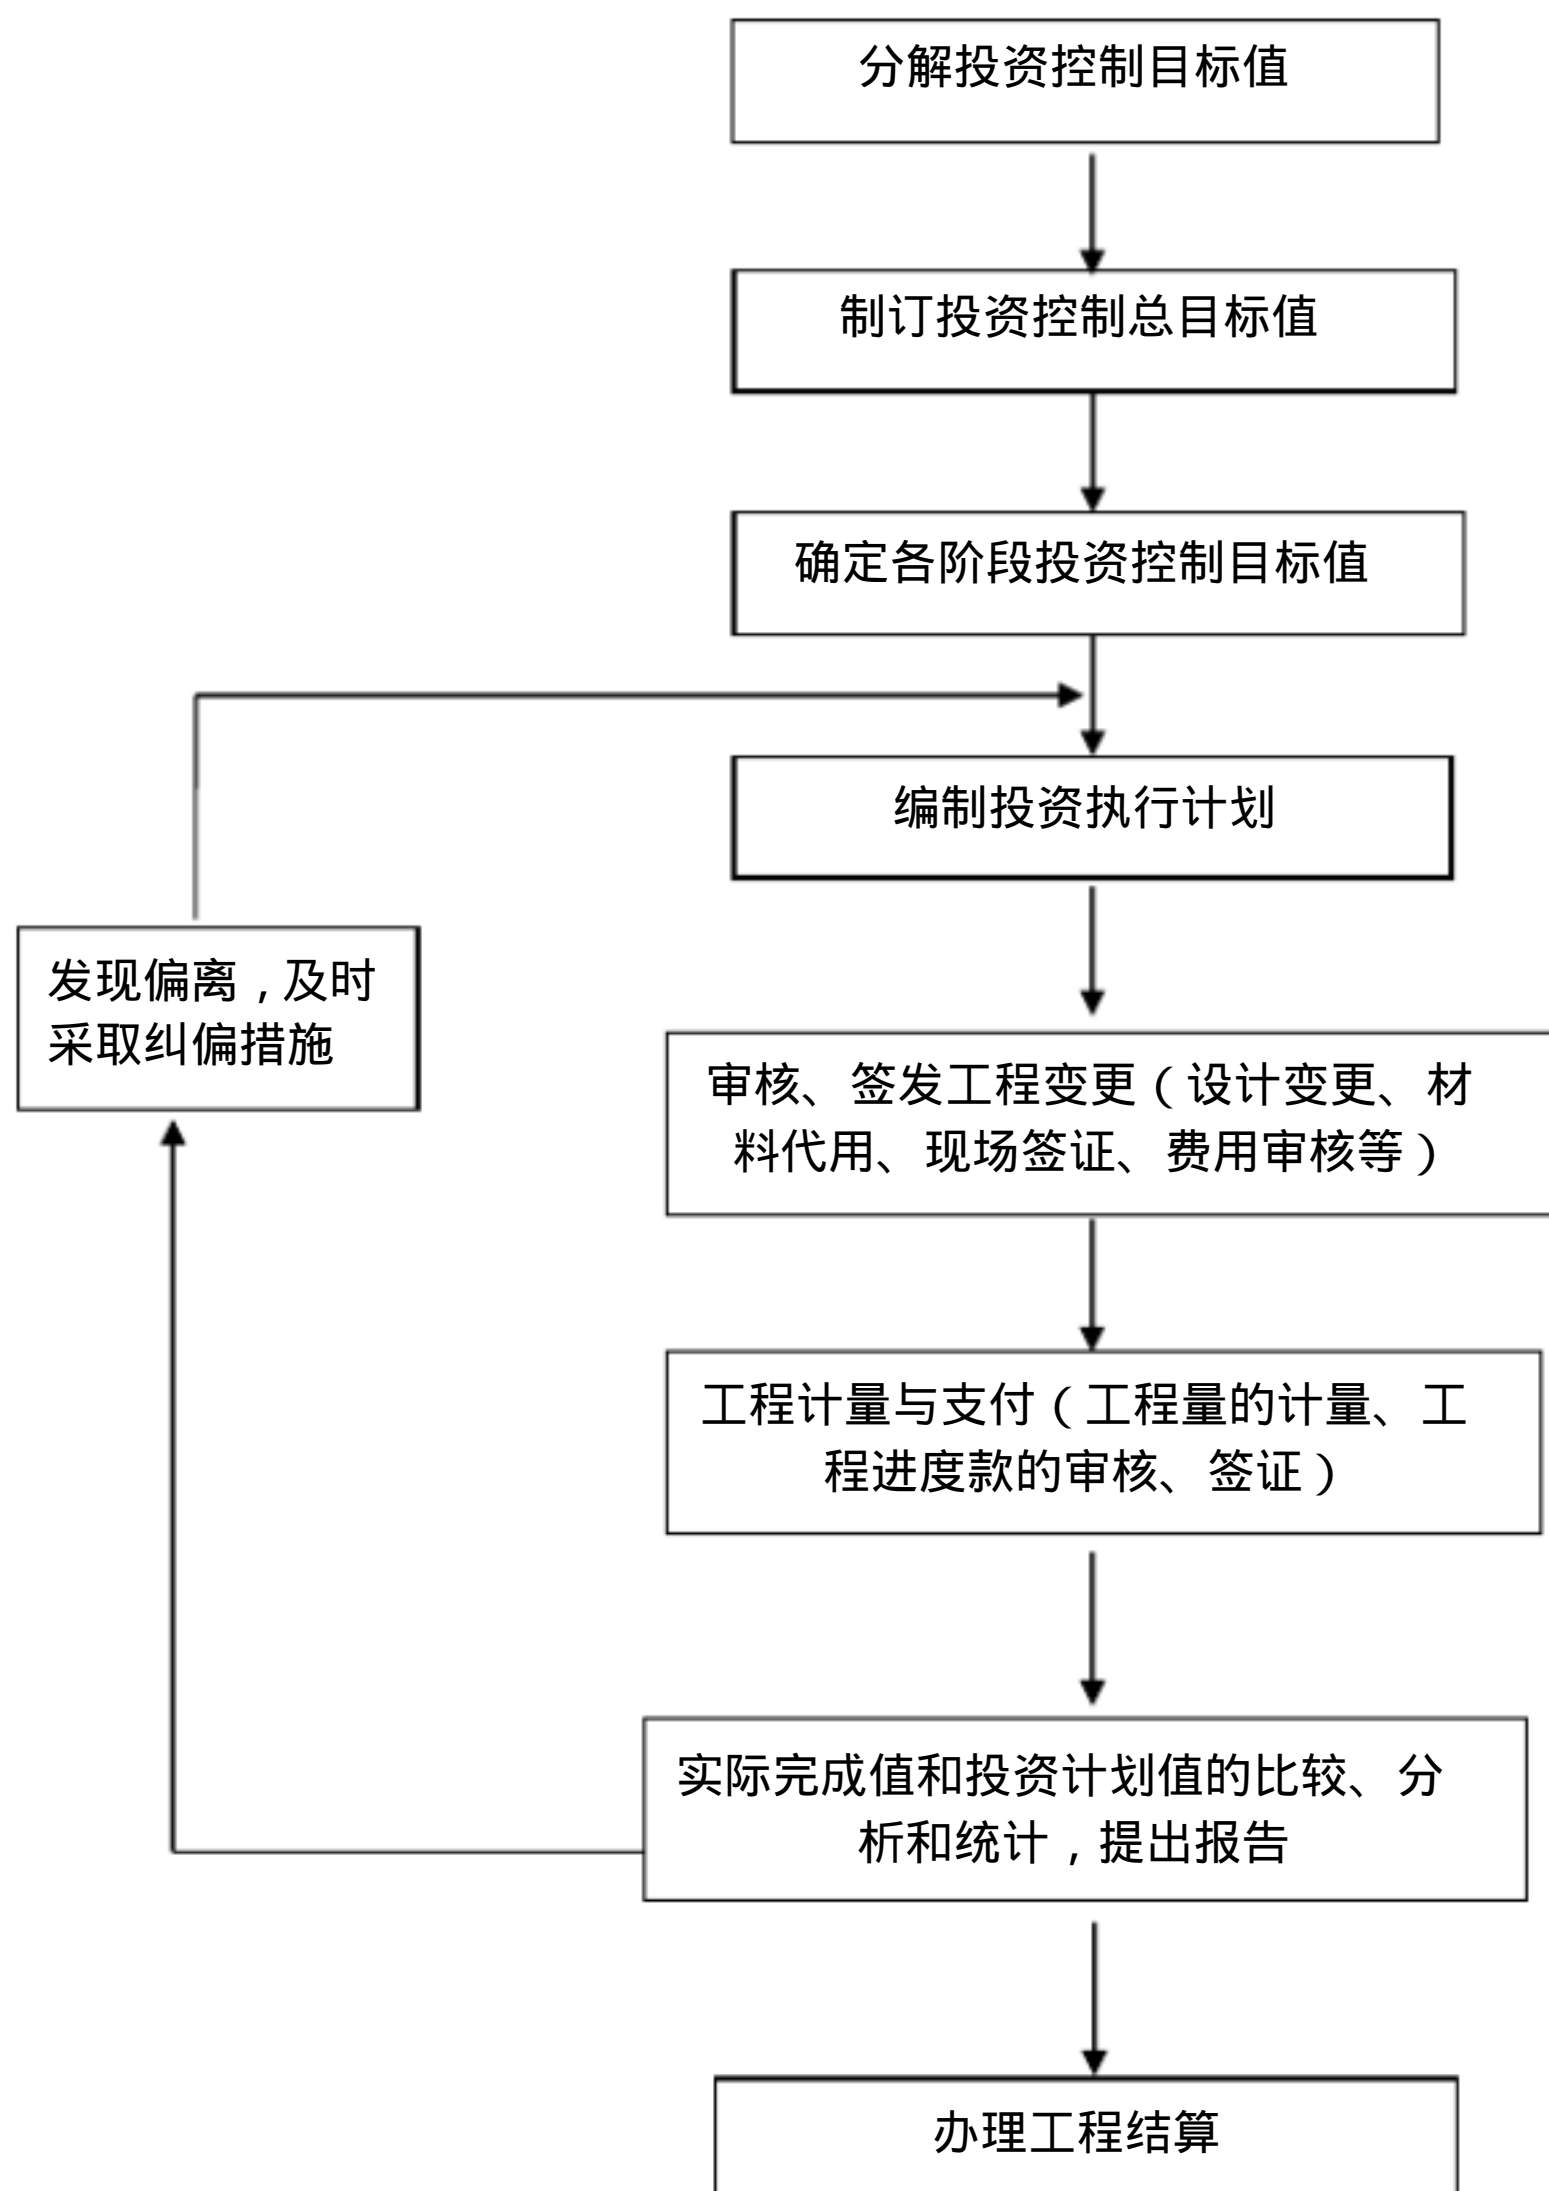 分解投资控制目标值
制订投资控制总目标值
确定各阶段投资控制目标值
编制投资执行计划
发现偏离，及时
采取纠偏措施
审核、签发工程变更（设计变更、材
料代用、现场签证、费用审核等）
工程计量与支付（工程量的计量、工
程进度款的审核、签证）
实际完成值和投资计划值的比较、分
析和统计，提出报告
办理工程结算